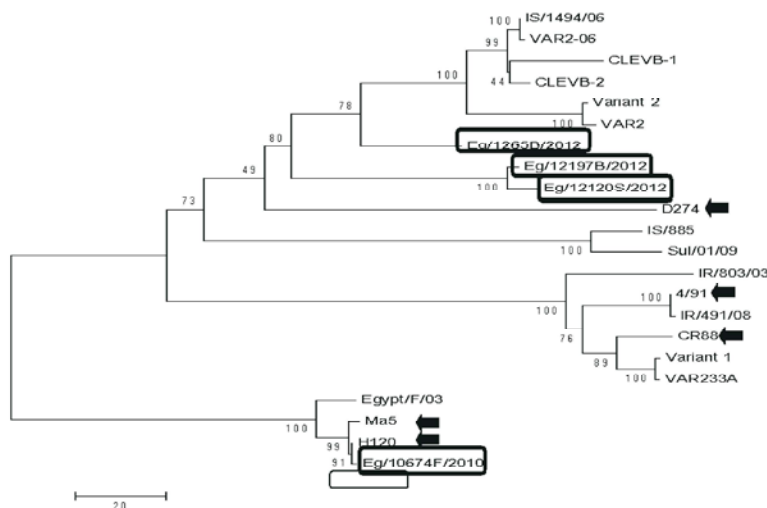 IS/1494/06
100
VAR2-06
99
CLEVB-1
100
44
CLEVB-2
78
Variant 2
100
VAR2
80
Eg/1265D/2012
49
Eg/12197B/2012
100
Eg/12120S/2012
73
D274
IS/885
100
Sul/01/09
IR/803/03
100
4/91
100
IR/491/08
76
CR88
89
Variant 1
100
VAR233A
Egypt/F/03
100
Ma5
99
H120
91
Eg/10674F/2010
20